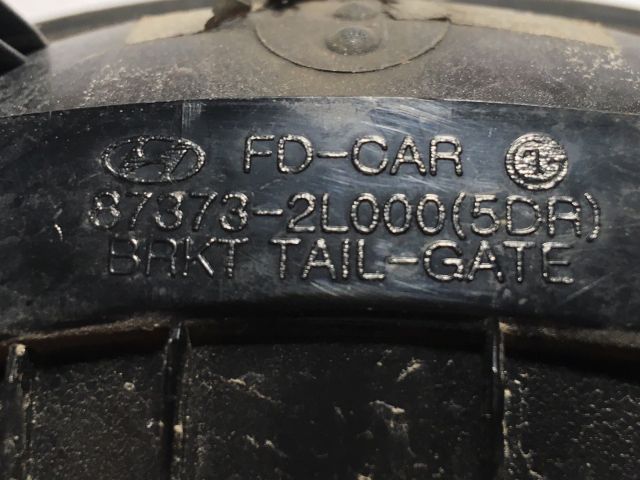 FD-CAR
87373-2L000(5DR)
BRKT TAIL-GATE